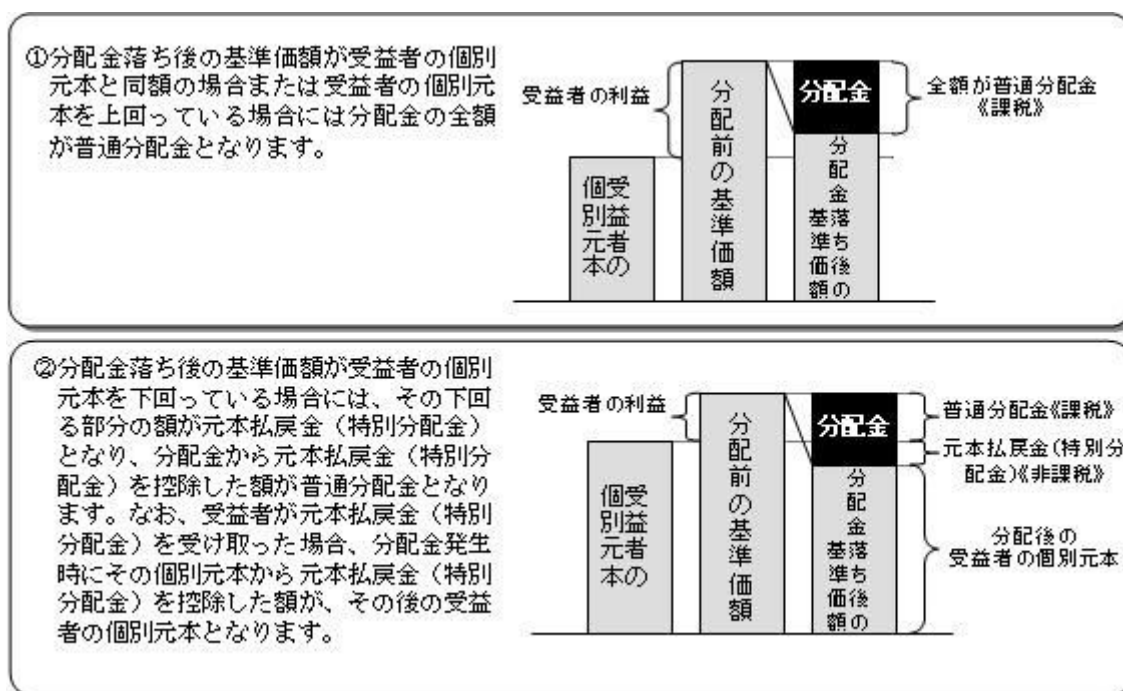 ①分配金落ち後の基準価額が受益者の個別
元本と同額の場合または受益者の個別元
本を上回っている場合には分配金の全額
が普通分配金となります。
受益者の利益
受益者の
個別元本
分配前の基準価額
分配金
分配金落ち後の
基準価額
全額が普通分配金
《課税》
②分配金落ち後の基準価額が受益者の個別
元本を下回っている場合には、その下回
る部分の額が元本払戻金（特別分配金）
となり、分配金から元本払戻金（特別分
配金）を控除した額が普通分配金となり
ます。なお、受益者が元本払戻金（特別
分配金）を受け取った場合、分配金発生
時にその個別元本から元本払戻金（特別
分配金）を控除した額が、その後の受益
者の個別元本となります。
受益者の利益
受益者の
個別元本
分配前の基準価額
分配金
分配金落ち後の
基準価額
普通分配金《課税》
元本払戻金(特別分
配金)《非課税》
分配後の
受益者の個別元本